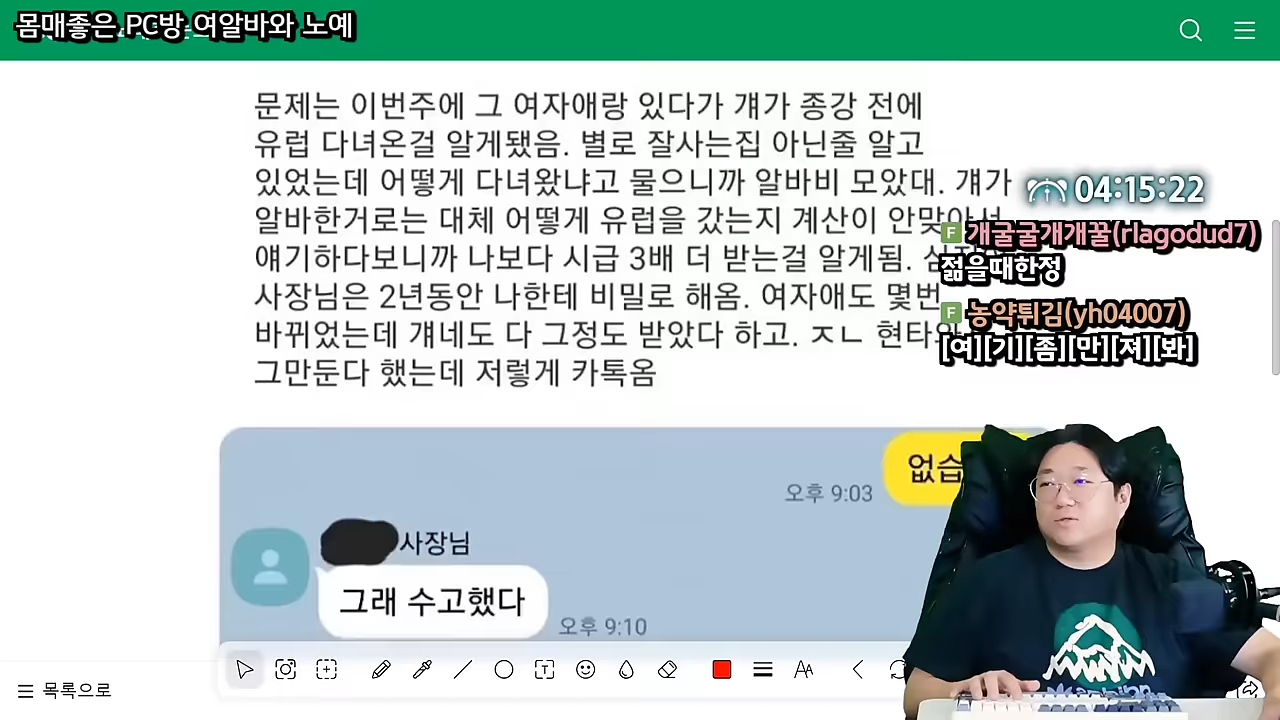 몸매좋은 PC방 여알바와 노예
문제는 이번주에 그 여자애랑 있다가 걔가 종강 전에
유럽 다녀온걸 알게됐음. 별로 잘사는집 아닌줄 알고
있었는데 어떻게 다녀왔냐고 물으니까 알바비 모았대. 걔가
알바한거로는 대체 어떻게 유럽을 갔는지 계산이 안맞아서
얘기하다보니까 나보다 시급 3배 더 받는걸 알게됨.
사장님은 2년동안 나한테 비밀로 해옴. 여자애도 몇번
바뀌었는데 걔네도 다 그정도 받았다 하고. ㅈㄴ 현타
그만둔다 했는데 저렇게 카톡옴
04:15:22
F 개굴굴개개꿀(rlagodud7)
젊을때한정
F 농약튀김(yh04007)
[여][기][좀][만][져][봐]
없습
오후 9:03
사장님
그래 수고했다
오후 9:10
목록으로